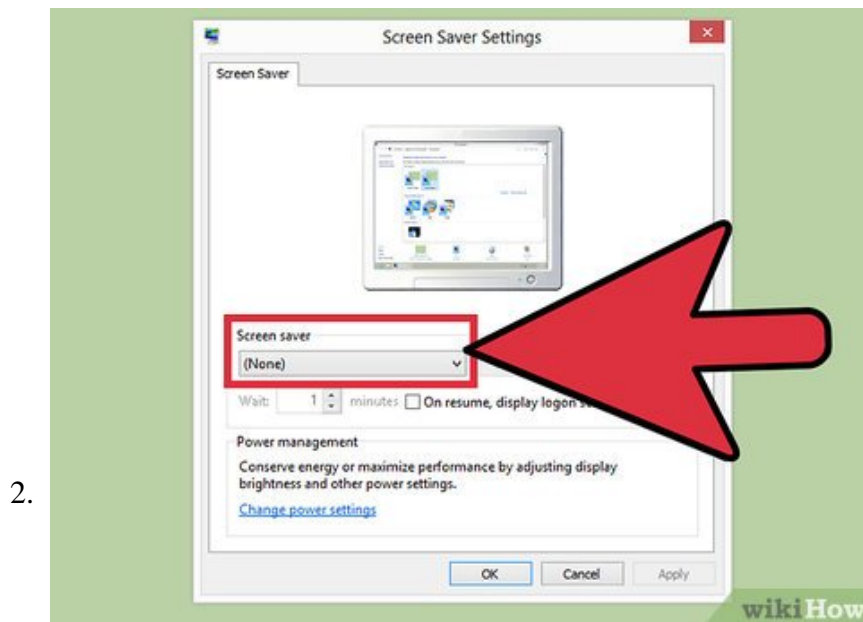 Screen Saver Settings
Screen Saver
Screen saver
(None)
Wait: 1 minutes On resume, display logon
Power management
Conserve energy or maximize performance by adjusting display
brightness and other power settings.
Change power settings
2.
OK Cancel Apply
wikiHow